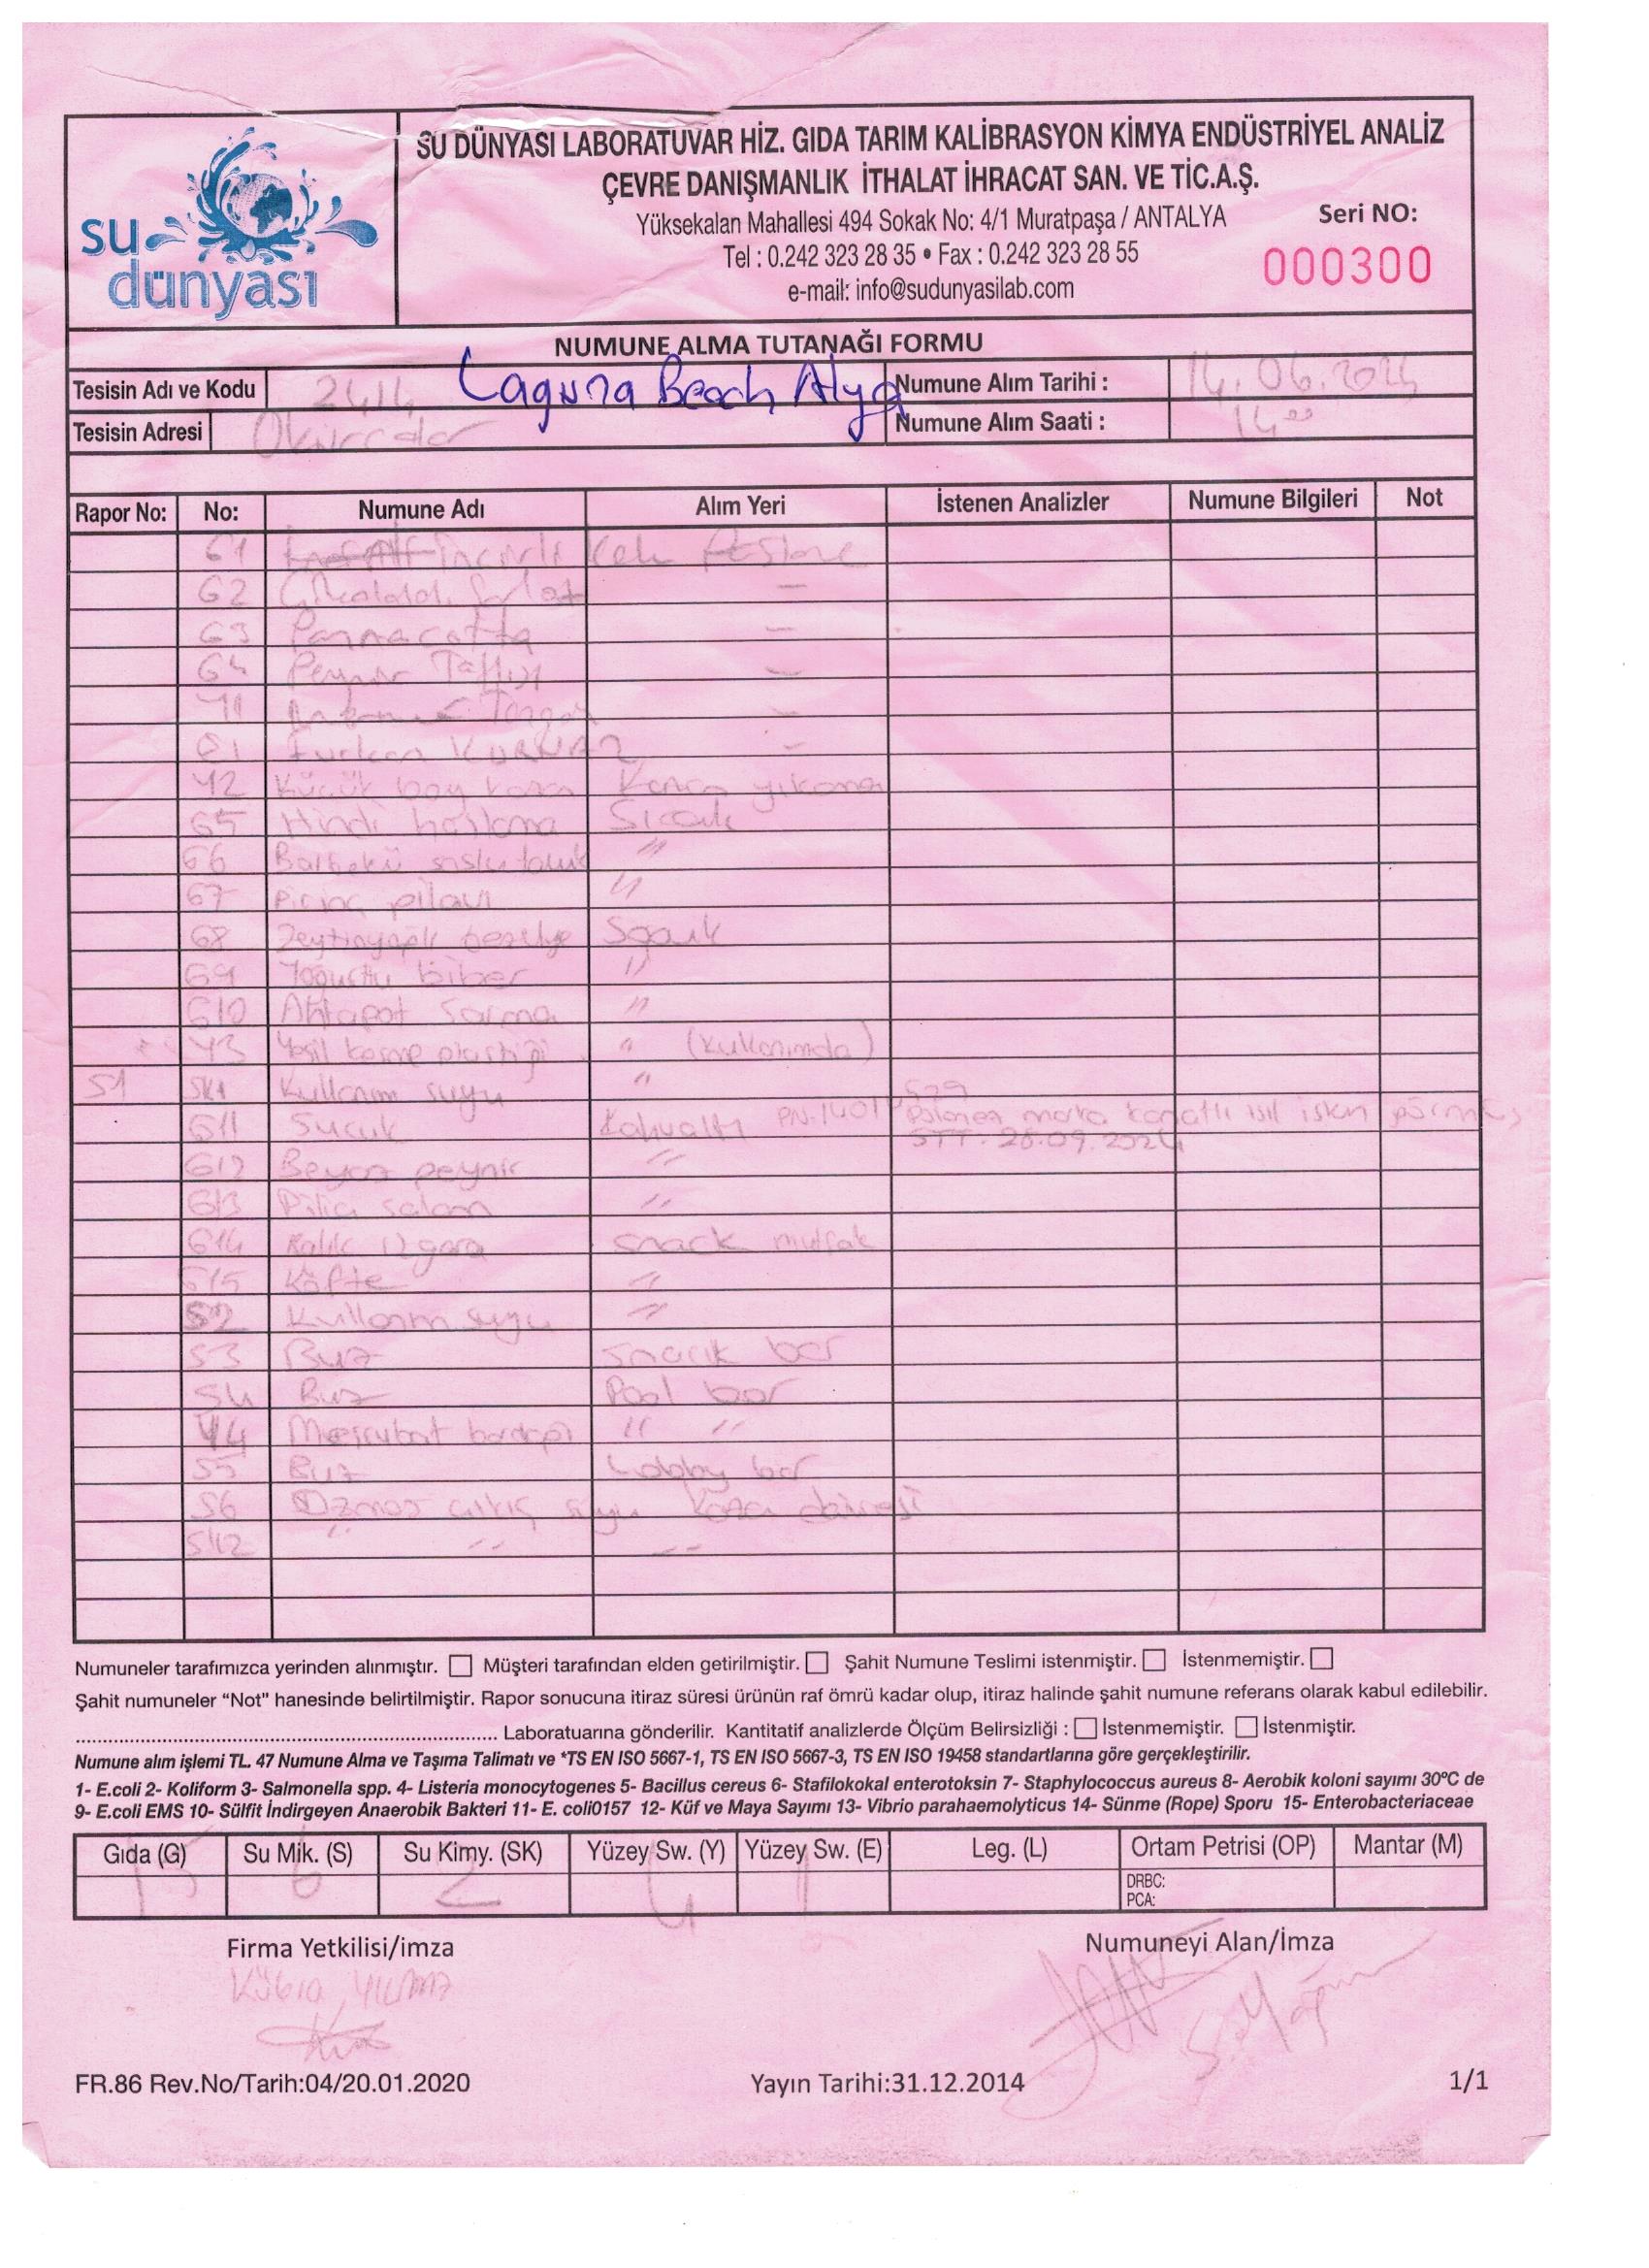 su
dünyası
SU DÜNYASI LABORATUVAR HİZ. GIDA TARIM KALİBRASYON KİMYA ENDÜSTRİYEL ANALİZ
ÇEVRE DANIŞMANLIK İTHALAT İHRACAT SAN. VE TİC.A.Ş.
Yüksekalan Mahallesi 494 Sokak No: 4/1 Muratpaşa / ANTALYA
Tel : 0.242 323 28 35 • Fax : 0.242 323 28 55
e-mail: info@sudunyasilab.com
Seri NO:
000300
NUMUNE ALMA TUTANAĞI FORMU
Tesisin Adı ve Kodu 2414 Laguna Beach Alya Numune Alım Tarihi : 14.06.2024
Tesisin Adresi Okurcalar Numune Alım Saati : 14⁰⁰
Rapor No: No: Numune Adı Alım Yeri İstenen Analizler Numune Bilgileri Not
G1 İncirli Kek Pastane
G2 Çikolatalı
G3 Pannacotta
G4 Peynir Tatlısı
Y1
E1 Furkan
Y2 Küçük boy kazan Kazan yıkama
G5 Hindi haşlama Sıcak
G6 Barbekü soslu tavuk "
G7 Pirinç pilavı "
G8 Zeytinyağlı bezelye Soğuk
G9 Yoğurtlu biber "
G10 Ahtapot Sarma "
Y3 Yeşil kesme plastiği " (kullanımda)
S1 SK1 Kullanım suyu "
G11 Sucuk Kahvaltı PN:1401 Polonez marka kanatlı ısıl işlem görmüş
STT: 28.09.2024
G12 Beyaz peynir "
G13 Piliç salam "
G14 Balık ızgara snack mutfak
G15 Köfte "
S2 Kullanım suyu "
S3 Buz snack bar
S4 Buz Pool bar
Y4 Meşrubat bardağı " "
S5 Buz Lobby bar
S6 Ozmos çıkış suyu Kazan dairesi
SK2 " " "
Numuneler tarafımızca yerinden alınmıştır. Müşteri tarafından elden getirilmiştir. Şahit Numune Teslimi istenmiştir. İstenmemiştir.
Şahit numuneler “Not” hanesinde belirtilmiştir. Rapor sonucuna itiraz süresi ürünün raf ömrü kadar olup, itiraz halinde şahit numune referans olarak kabul edilebilir.
................................................................ Laboratuarına gönderilir. Kantitatif analizlerde Ölçüm Belirsizliği : İstenmemiştir. İstenmiştir.
Numune alım işlemi TL. 47 Numune Alma ve Taşıma Talimatı ve *TS EN ISO 5667-1, TS EN ISO 5667-3, TS EN ISO 19458 standartlarına göre gerçekleştirilir.
1- E.coli 2- Koliform 3- Salmonella spp. 4- Listeria monocytogenes 5- Bacillus cereus 6- Stafilokokal enterotoksin 7- Staphylococcus aureus 8- Aerobik koloni sayımı 30ºC de
9- E.coli EMS 10- Sülfit İndirgeyen Anaerobik Bakteri 11- E. coli0157 12- Küf ve Maya Sayımı 13- Vibrio parahaemolyticus 14- Sünme (Rope) Sporu 15- Enterobacteriaceae
Gıda (G) Su Mik. (S) Su Kimy. (SK) Yüzey Sw. (Y) Yüzey Sw. (E) Leg. (L) Ortam Petrisi (OP) Mantar (M)
15 6 2 4 1 DRBC:
PCA:
Firma Yetkilisi/imza Numuneyi Alan/İmza
Kübra YILMAZ
FR.86 Rev.No/Tarih:04/20.01.2020 Yayın Tarihi:31.12.2014 1/1